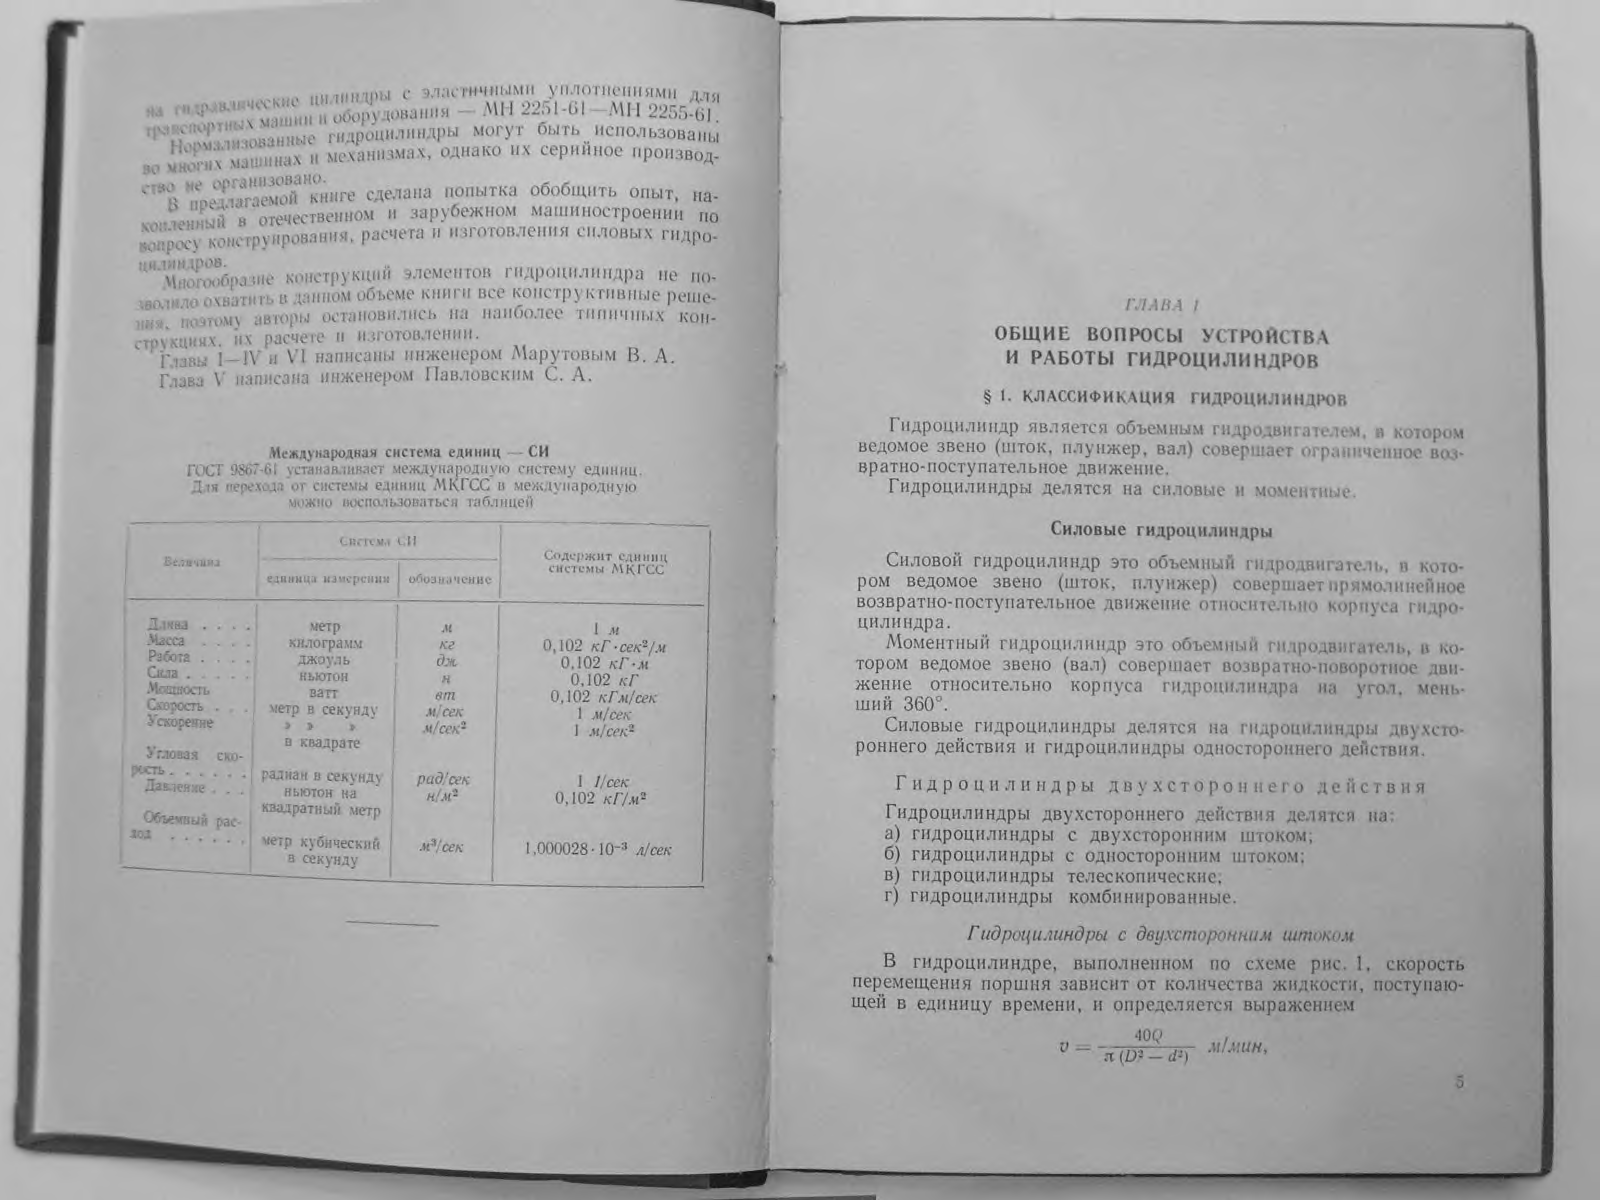 на гидравлические цилиндры с эластичными уплотнениями для
транспортных машин и оборудования — МН 2251-61—МН 2255-61.
Нормализованные гидроцилиндры могут быть использованы
во многих машинах и механизмах, однако их серийное производ-
ство не организовано.
В предлагаемой книге сделана попытка обобщить опыт, на-
копленный в отечественном и зарубежном машиностроении по
вопросу конструирования, расчета и изготовления силовых гидро-
цилиндров.
Многообразие конструкций элементов гидроцилиндра не по-
зволило охватить в данном объеме книги все конструктивные реше-
ния, поэтому авторы остановились на наиболее типичных кон-
струкциях, их расчете и изготовлении.
Главы I—IV и VI написаны инженером Марутовым В. А.
Глава V написана инженером Павловским С. А.
Международная система единиц — СИ
ГОСТ 9867-61 устанавливает международную систему единиц.
Для перехода от системы единиц МКГСС в международную
можно воспользоваться таблицей
Величина
Система СИ
единица измерения
обозначение
Содержит единиц
системы МКГСС
Длина . . . . метр м 1 м
Масса . . . . килограмм кг 0,102 кГ·сек²/м
Работа . . . . джоуль дж 0,102 кГ·м
Сила . . . . . ньютон н 0,102 кГ
Мощность ватт вт 0,102 кГм/сек
Скорость . . . метр в секунду м/сек 1 м/сек
Ускорение » » » м/сек² 1 м/сек²
в квадрате
Угловая ско-
рость . . . . . . радиан в секунду рад/сек 1 1/сек
Давление . . . ньютон на н/м² 0,102 кГ/м²
квадратный метр
Объемный рас-
ход . . . . . . метр кубический м³/сек 1,000028·10⁻³ л/сек
в секунду
ГЛАВА I
ОБЩИЕ ВОПРОСЫ УСТРОЙСТВА
И РАБОТЫ ГИДРОЦИЛИНДРОВ
§ 1. КЛАССИФИКАЦИЯ ГИДРОЦИЛИНДРОВ
Гидроцилиндр является объемным гидродвигателем, в котором
ведомое звено (шток, плунжер, вал) совершает ограниченное воз-
вратно-поступательное движение.
Гидроцилиндры делятся на силовые и моментные.
Силовые гидроцилиндры
Силовой гидроцилиндр это объемный гидродвигатель, в кото-
ром ведомое звено (шток, плунжер) совершает прямолинейное
возвратно-поступательное движение относительно корпуса гидро-
цилиндра.
Моментный гидроцилиндр это объемный гидродвигатель, в ко-
тором ведомое звено (вал) совершает возвратно-поворотное дви-
жение относительно корпуса гидроцилиндра на угол, мень-
ший 360°.
Силовые гидроцилиндры делятся на гидроцилиндры двухсто-
роннего действия и гидроцилиндры одностороннего действия.
Гидроцилиндры двухстороннего действия
Гидроцилиндры двухстороннего действия делятся на:
а) гидроцилиндры с двухсторонним штоком;
б) гидроцилиндры с односторонним штоком;
в) гидроцилиндры телескопические;
г) гидроцилиндры комбинированные.
Гидроцилиндры с двухсторонним штоком
В гидроцилиндре, выполненном по схеме рис. 1, скорость
перемещения поршня зависит от количества жидкости, поступаю-
щей в единицу времени, и определяется выражением
v = 40Q / π (D² — d²) м/мин,
5